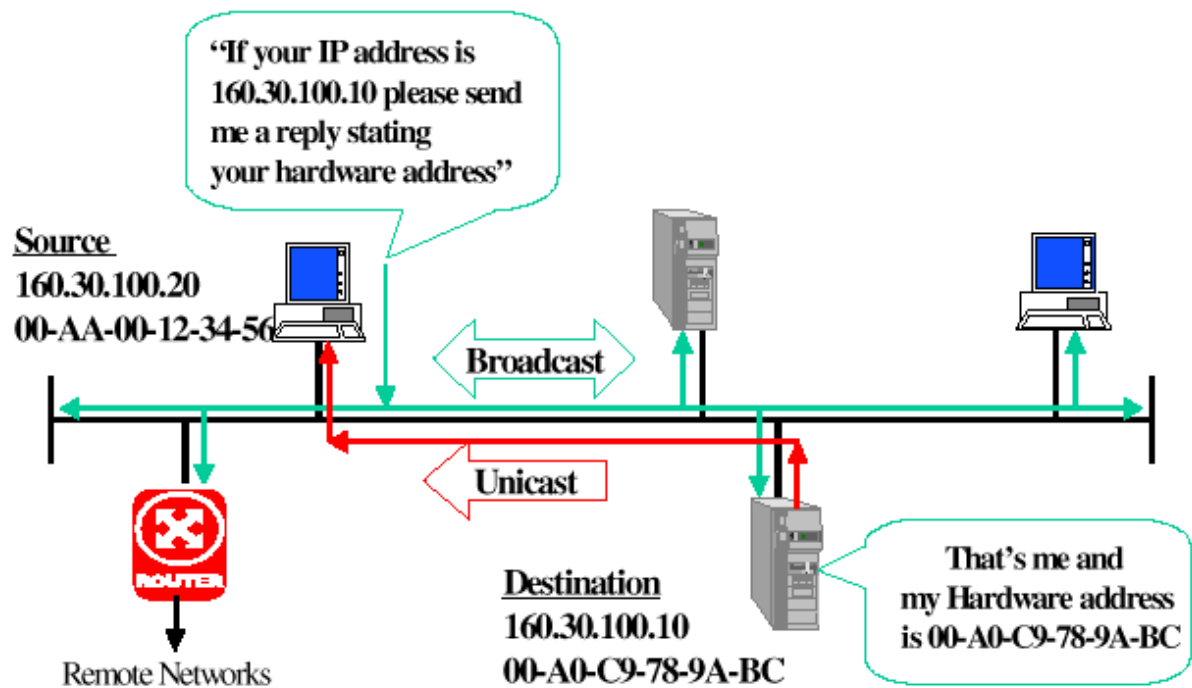 “If your IP address is
160.30.100.10 please send
me a reply stating
your hardware address”
Source
160.30.100.20
00-AA-00-12-34-56
Broadcast
Unicast
ROUTER
Remote Networks
Destination
160.30.100.10
00-A0-C9-78-9A-BC
That’s me and
my Hardware address
is 00-A0-C9-78-9A-BC